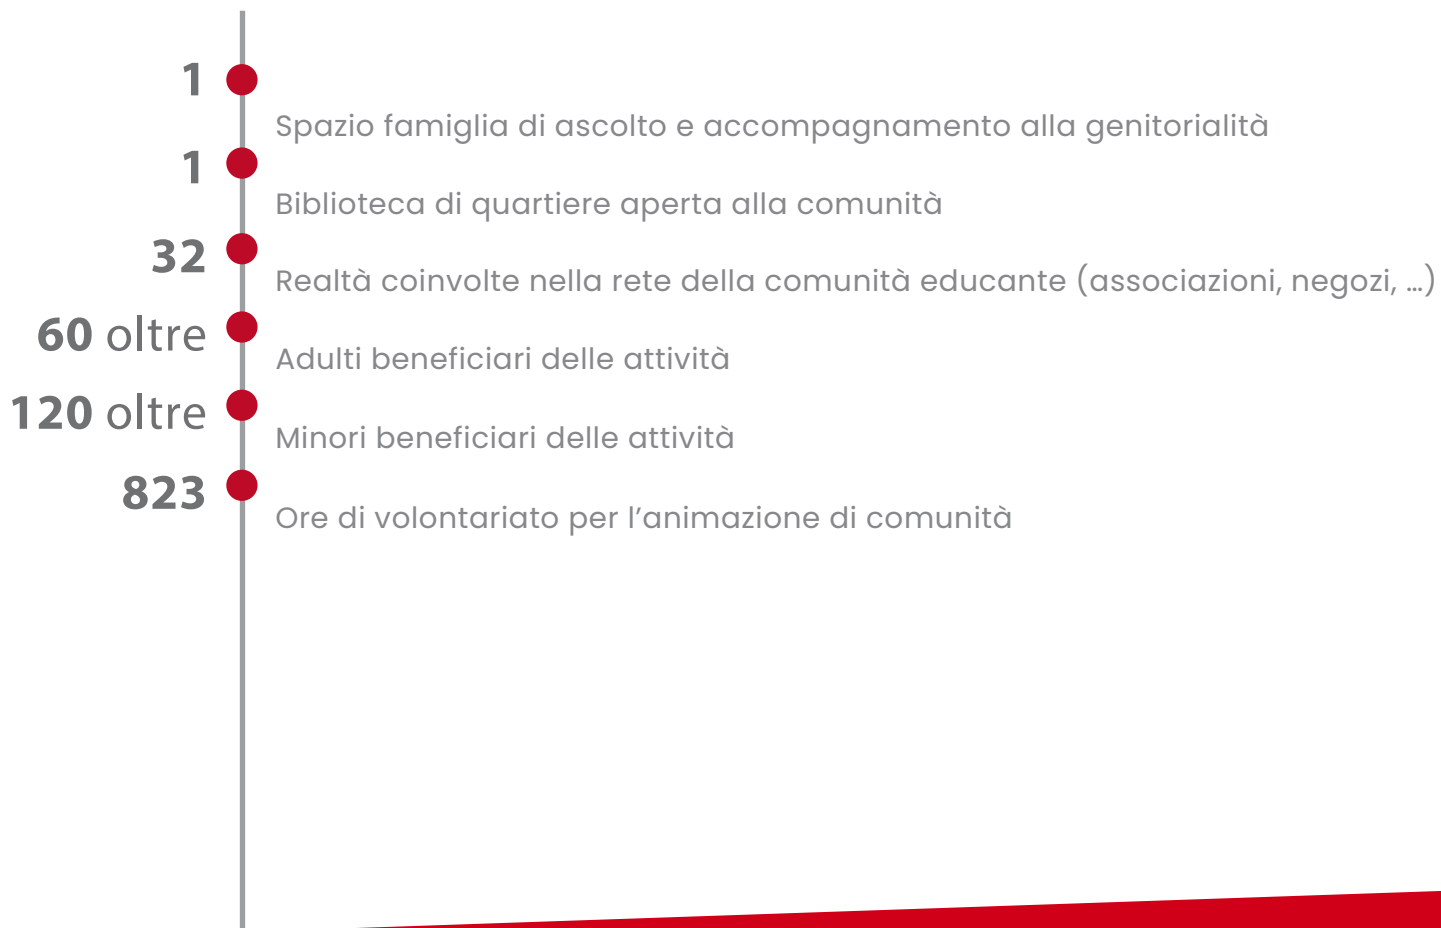 1
Spazio famiglia di ascolto e accompagnamento alla genitorialità
1
Biblioteca di quartiere aperta alla comunità
32
Realtà coinvolte nella rete della comunità educante (associazioni, negozi, …)
60 oltre
Adulti beneficiari delle attività
120 oltre
Minori beneficiari delle attività
823
Ore di volontariato per l’animazione di comunità